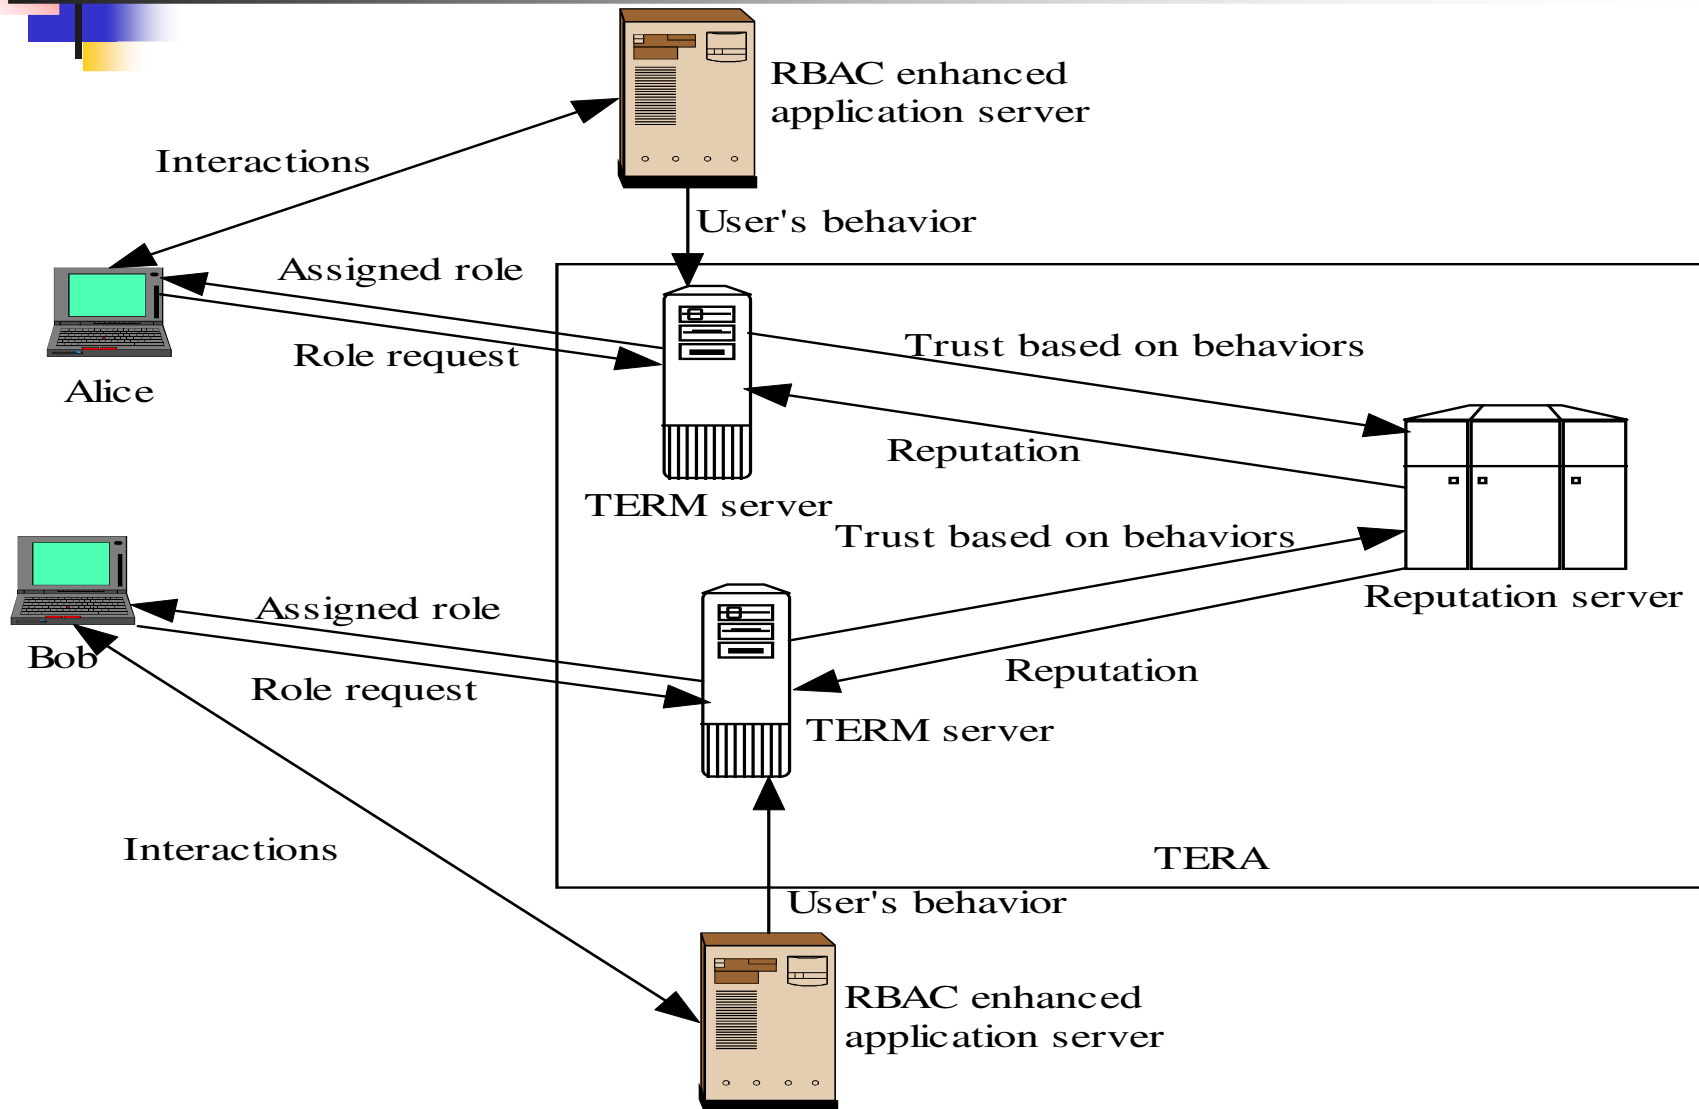 RBAC enhanced
application server
Interactions
User's behavior
Assigned role
Role request
Trust based on behaviors
Alice
Reputation
TERM server
Trust based on behaviors
Reputation server
Assigned role
Bob
Role request
Reputation
TERM server
Interactions
TERA
User's behavior
RBAC enhanced
application server